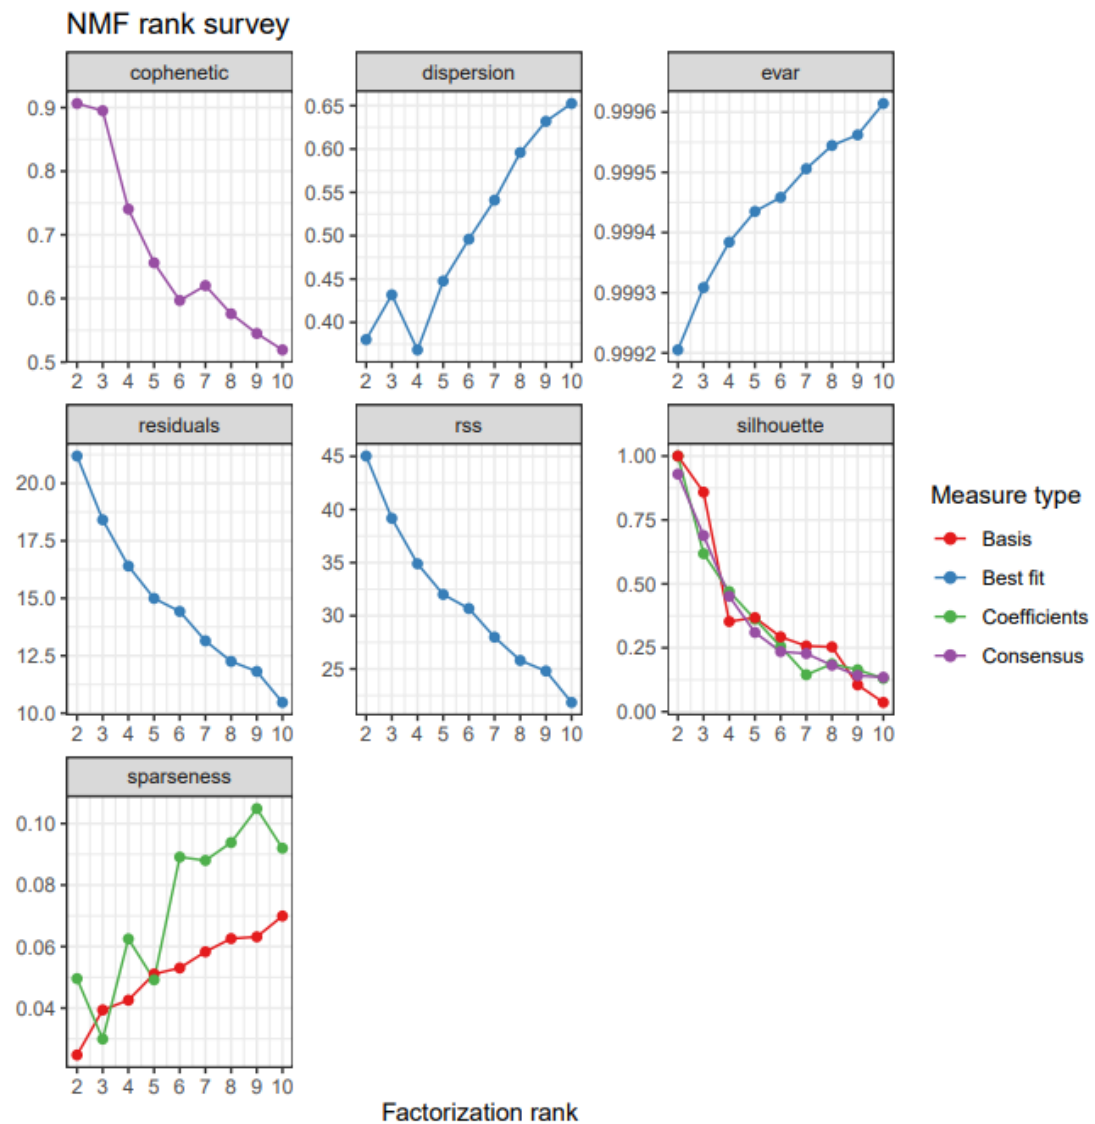 NMF rank survey
cophenetic
dispersion
evar
0.9
0.8
0.7
0.6
0.5
0.65
0.60
0.55
0.50
0.45
0.40
0.9996
0.9995
0.9994
0.9993
0.9992
2 3 4 5 6 7 8 9 10
2 3 4 5 6 7 8 9 10
2 3 4 5 6 7 8 9 10
residuals
rss
silhouette
20.0
17.5
15.0
12.5
10.0
45
40
35
30
25
1.00
0.75
0.50
0.25
0.00
2 3 4 5 6 7 8 9 10
2 3 4 5 6 7 8 9 10
2 3 4 5 6 7 8 9 10
Measure type
Basis
Best fit
Coefficients
Consensus
sparseness
0.10
0.08
0.06
0.04
2 3 4 5 6 7 8 9 10
Factorization rank